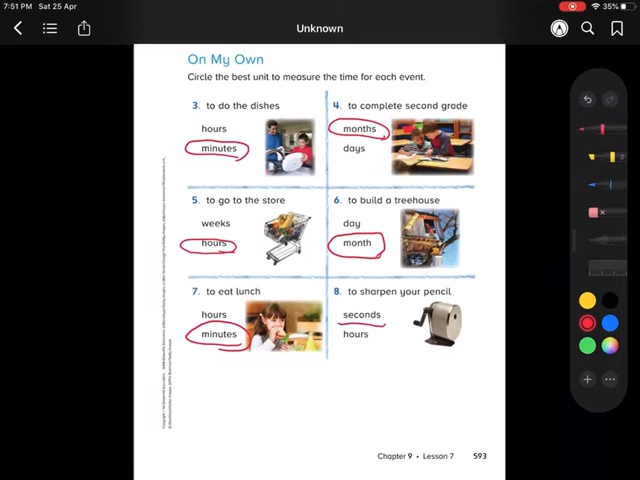 7:51 PM Sat 25 Apr
35%
Unknown
On My Own
Circle the best unit to measure the time for each event.
3. to do the dishes
hours
minutes
4. to complete second grade
months
days
5. to go to the store
weeks
hours
6. to build a treehouse
day
month
7. to eat lunch
hours
minutes
8. to sharpen your pencil
seconds
hours
Chapter 9 • Lesson 7 593